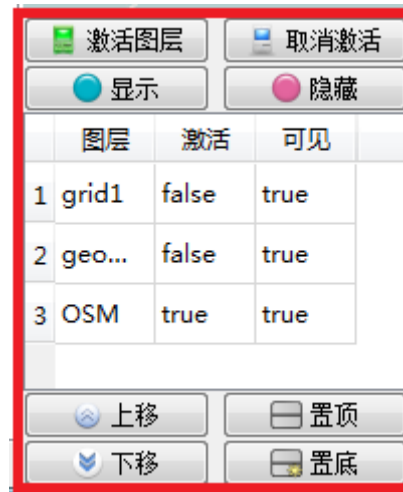 激活图层 取消激活
显示 隐藏
图层 激活 可见
1 grid1 false true
2 geo... false true
3 OSM true true
上移 置顶
下移 置底